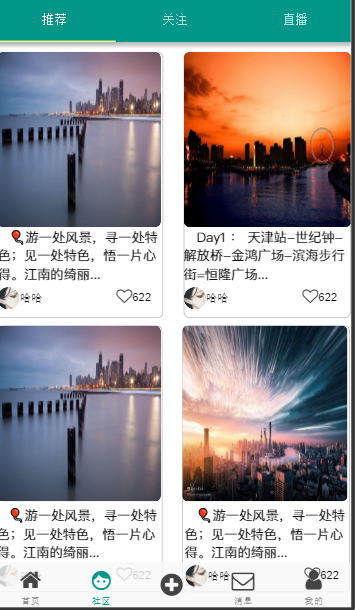 推荐 关注 直播
游一处风景，寻一处特
色；见一处特色，悟一片心
得。江南的绮丽...
哈哈 622
Day1： 天津站-世纪钟-
解放桥-金鸿广场-滨海步行
街=恒隆广场...
哈哈 622
游一处风景，寻一处特
色；见一处特色，悟一片心
得。江南的绮丽...
哈哈 622
游一处风景，寻一处特
色；见一处特色，悟一片心
得。江南的绮丽...
哈哈 622
首页 社区 消息 我的